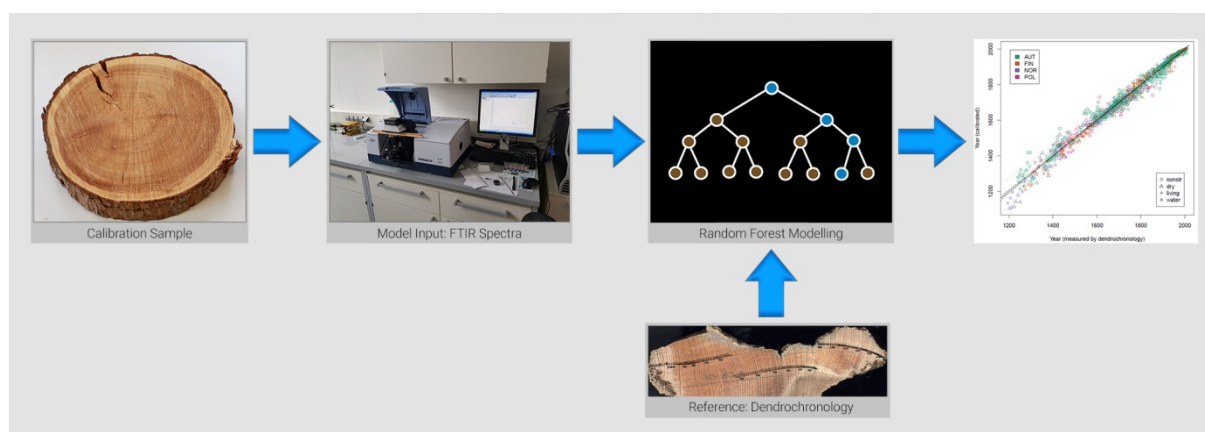 Calibration Sample
Model Input: FTIR Spectra
Random Forest Modelling
Reference: Dendrochronology
Year (calibrated)
2000
1800
1600
1400
1200
AUT
FIN
NOR
POL
constr
dry
living
water
1200 1400 1600 1800 2000
Year (measured by dendrochronology)